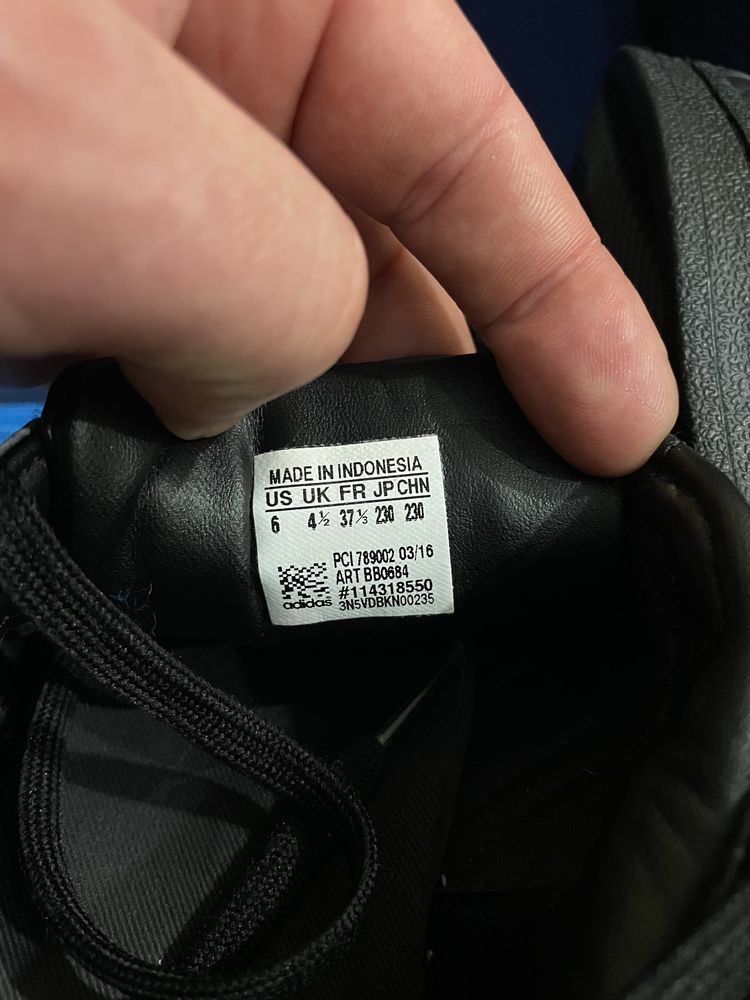 MADE IN INDONESIA
US UK FR JP CHN
6 4½ 37⅓ 230 230
PCI 789002 03/16
ART BB0684
#114318550
adidas 3N5VDBKN00235